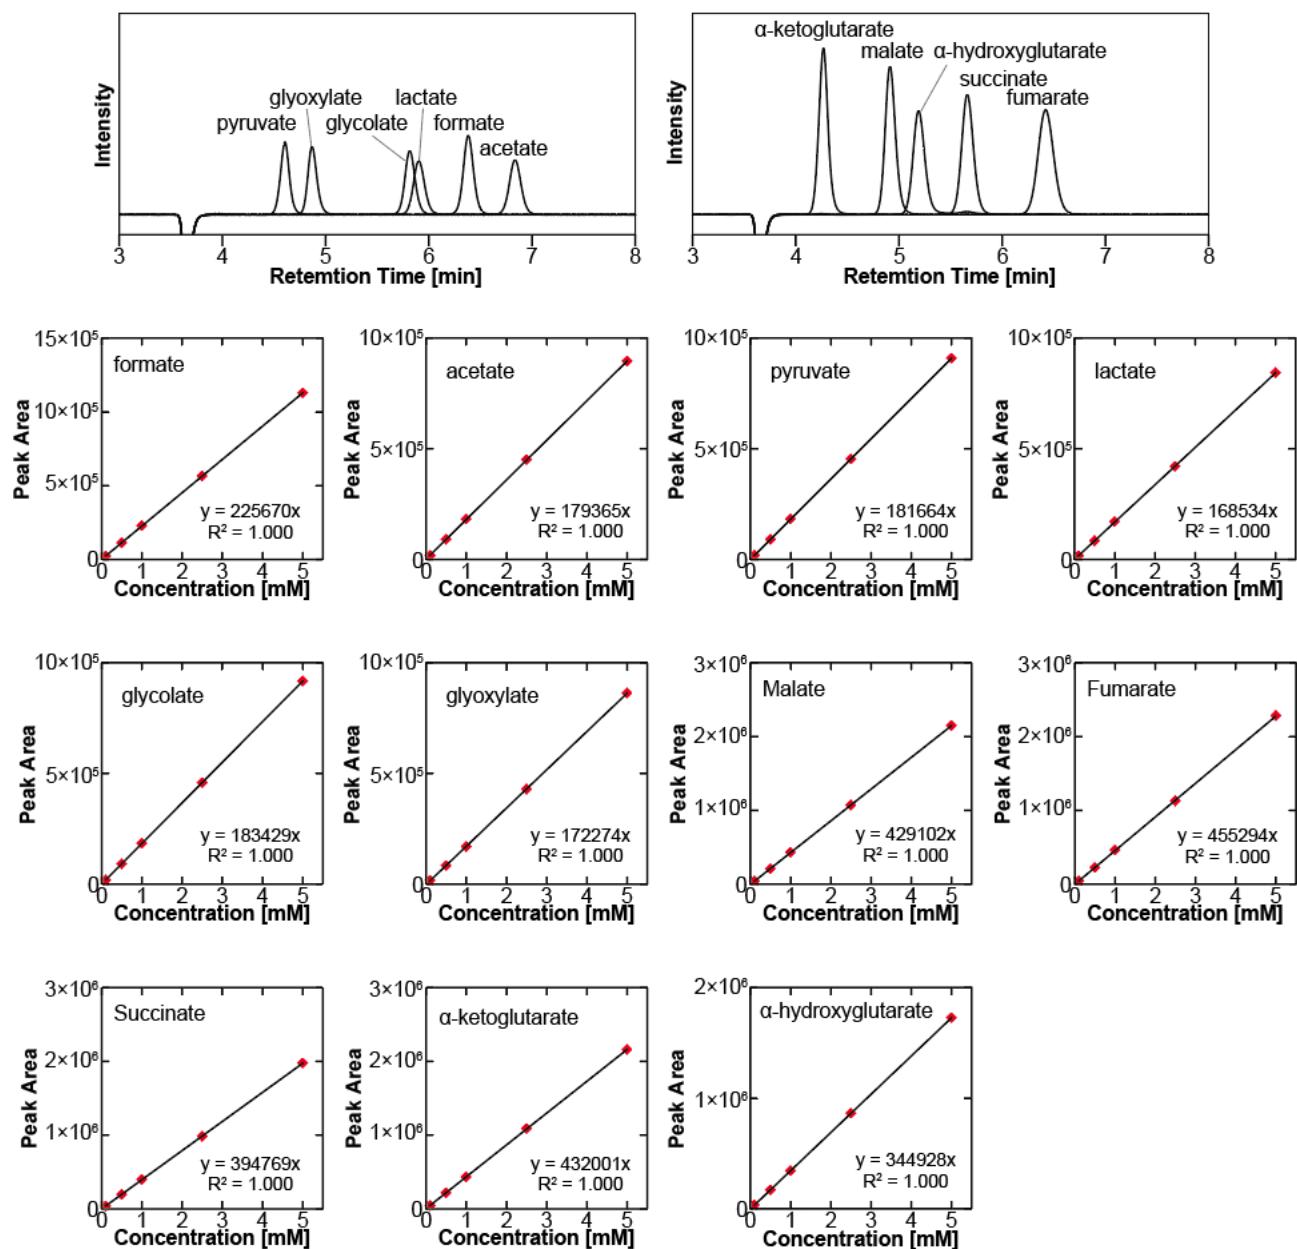 Intensity
glyoxylate lactate
pyruvate glycolate formate
acetate
3 4 5 6 7 8
Retemtion Time [min]
Intensity
α-ketoglutarate
malate α-hydroxyglutarate
succinate
fumarate
3 4 5 6 7 8
Retemtion Time [min]
Peak Area
15×10⁵
10×10⁵
5×10⁵
0
formate
y = 225670x
R² = 1.000
0 1 2 3 4 5
Concentration [mM]
Peak Area
10×10⁵
5×10⁵
0
acetate
y = 179365x
R² = 1.000
0 1 2 3 4 5
Concentration [mM]
Peak Area
10×10⁵
5×10⁵
0
pyruvate
y = 181664x
R² = 1.000
0 1 2 3 4 5
Concentration [mM]
Peak Area
10×10⁵
5×10⁵
0
lactate
y = 168534x
R² = 1.000
0 1 2 3 4 5
Concentration [mM]
Peak Area
10×10⁵
5×10⁵
0
glycolate
y = 183429x
R² = 1.000
0 1 2 3 4 5
Concentration [mM]
Peak Area
10×10⁵
5×10⁵
0
glyoxylate
y = 172274x
R² = 1.000
0 1 2 3 4 5
Concentration [mM]
Peak Area
3×10⁶
2×10⁶
1×10⁶
0
Malate
y = 429102x
R² = 1.000
0 1 2 3 4 5
Concentration [mM]
Peak Area
3×10⁶
2×10⁶
1×10⁶
0
Fumarate
y = 455294x
R² = 1.000
0 1 2 3 4 5
Concentration [mM]
Peak Area
3×10⁶
2×10⁶
1×10⁶
0
Succinate
y = 394769x
R² = 1.000
0 1 2 3 4 5
Concentration [mM]
Peak Area
3×10⁶
2×10⁶
1×10⁶
0
α-ketoglutarate
y = 432001x
R² = 1.000
0 1 2 3 4 5
Concentration [mM]
Peak Area
2×10⁶
1×10⁶
0
α-hydroxyglutarate
y = 344928x
R² = 1.000
0 1 2 3 4 5
Concentration [mM]